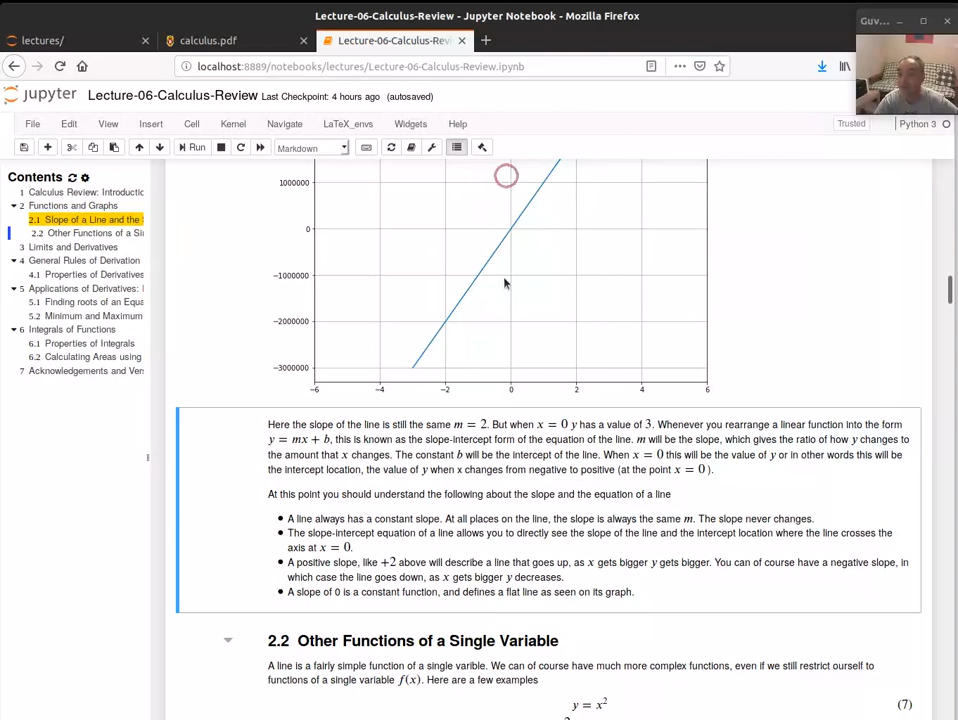 Lecture-06-Calculus-Review - Jupyter Notebook - Mozilla Firefox
Guv...
lectures/
calculus.pdf
Lecture-06-Calculus-Revi
localhost:8889/notebooks/lectures/Lecture-06-Calculus-Review.ipynb
jupyter Lecture-06-Calculus-Review Last Checkpoint: 4 hours ago (autosaved)
File Edit View Insert Cell Kernel Navigate LaTeX_envs Widgets Help Trusted Python 3
Run Markdown
Contents
1 Calculus Review: Introductic
2 Functions and Graphs
2.1 Slope of a Line and the
2.2 Other Functions of a Si
3 Limits and Derivatives
4 General Rules of Derivation
4.1 Properties of Derivatives
5 Applications of Derivatives:
5.1 Finding roots of an Equa
5.2 Minimum and Maximum
6 Integrals of Functions
6.1 Properties of Integrals
6.2 Calculating Areas using
7 Acknowledgements and Vers
1000000
0
−1000000
−2000000
−3000000
−6 −4 −2 0 2 4 6
Here the slope of the line is still the same m = 2. But when x = 0 y has a value of 3. Whenever you rearrange a linear function into the form
y = mx + b, this is known as the slope-intercept form of the equation of the line. m will be the slope, which gives the ratio of how y changes to
the amount that x changes. The constant b will be the intercept of the line. When x = 0 this will be the value of y or in other words this will be
the intercept location, the value of y when x changes from negative to positive (at the point x = 0 ).
At this point you should understand the following about the slope and the equation of a line
• A line always has a constant slope. At all places on the line, the slope is always the same m. The slope never changes.
• The slope-intercept equation of a line allows you to directly see the slope of the line and the intercept location where the line crosses the
axis at x = 0.
• A positive slope, like +2 above will describe a line that goes up, as x gets bigger y gets bigger. You can of course have a negative slope, in
which case the line goes down, as x gets bigger y decreases.
• A slope of 0 is a constant function, and defines a flat line as seen on its graph.
2.2 Other Functions of a Single Variable
A line is a fairly simple function of a single varible. We can of course have much more complex functions, even if we still restrict ourself to
functions of a single variable f(x). Here are a few examples
y = x² (7)